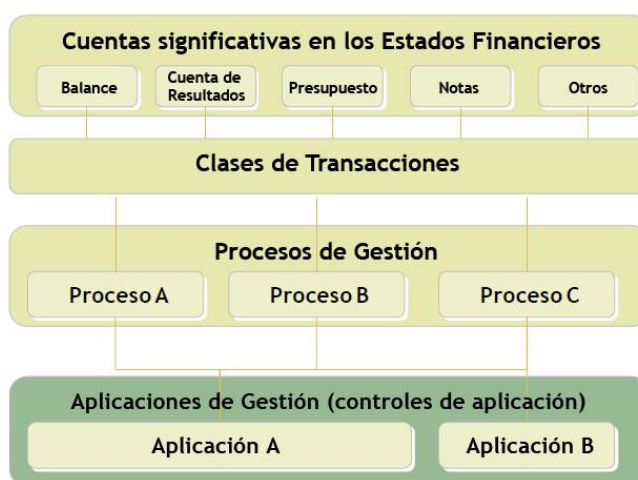 Cuentas significativas en los Estados Financieros
Balance
Cuenta de
Resultados
Presupuesto
Notas
Otros
Clases de Transacciones
Procesos de Gestión
Proceso A
Proceso B
Proceso C
Aplicaciones de Gestión (controles de aplicación)
Aplicación A
Aplicación B